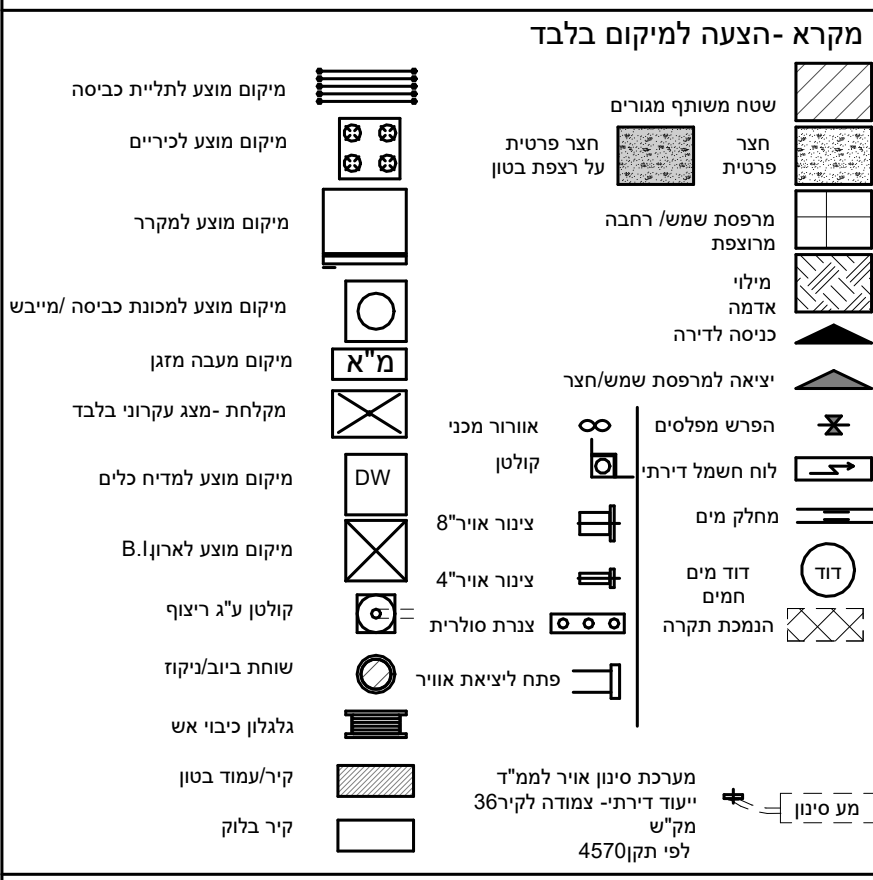 מקרא -הצעה למיקום בלבד
שטח משותף מגורים
חצר
פרטית
חצר פרטית
על רצפת בטון
מרפסת שמש/ רחבה
מרוצפת
מילוי
אדמה
כניסה לדירה
יציאה למרפסת שמש/חצר
הפרש מפלסים
לוח חשמל דירתי
מחלק מים
דוד
דוד מים
חמים
הנמכת תקרה
אוורור מכני
קולטן
צינור אויר"8
צינור אויר"4
צנרת סולרית
פתח ליציאת אוויר
מע סינון
מערכת סינון אויר לממ"ד
ייעוד דירתי- צמודה לקיר36
מק"ש
לפי תקן4570
מיקום מוצע לתליית כביסה
מיקום מוצע לכיריים
מיקום מוצע למקרר
מיקום מוצע למכונת כביסה /מייבש
מ"א
מיקום מעבה מזגן
מקלחת -מצג עקרוני בלבד
DW
מיקום מוצע למדיח כלים
מיקום מוצע לארון.B.I
קולטן ע"ג ריצוף
שוחת ביוב/ניקוז
גלגלון כיבוי אש
קיר/עמוד בטון
קיר בלוק